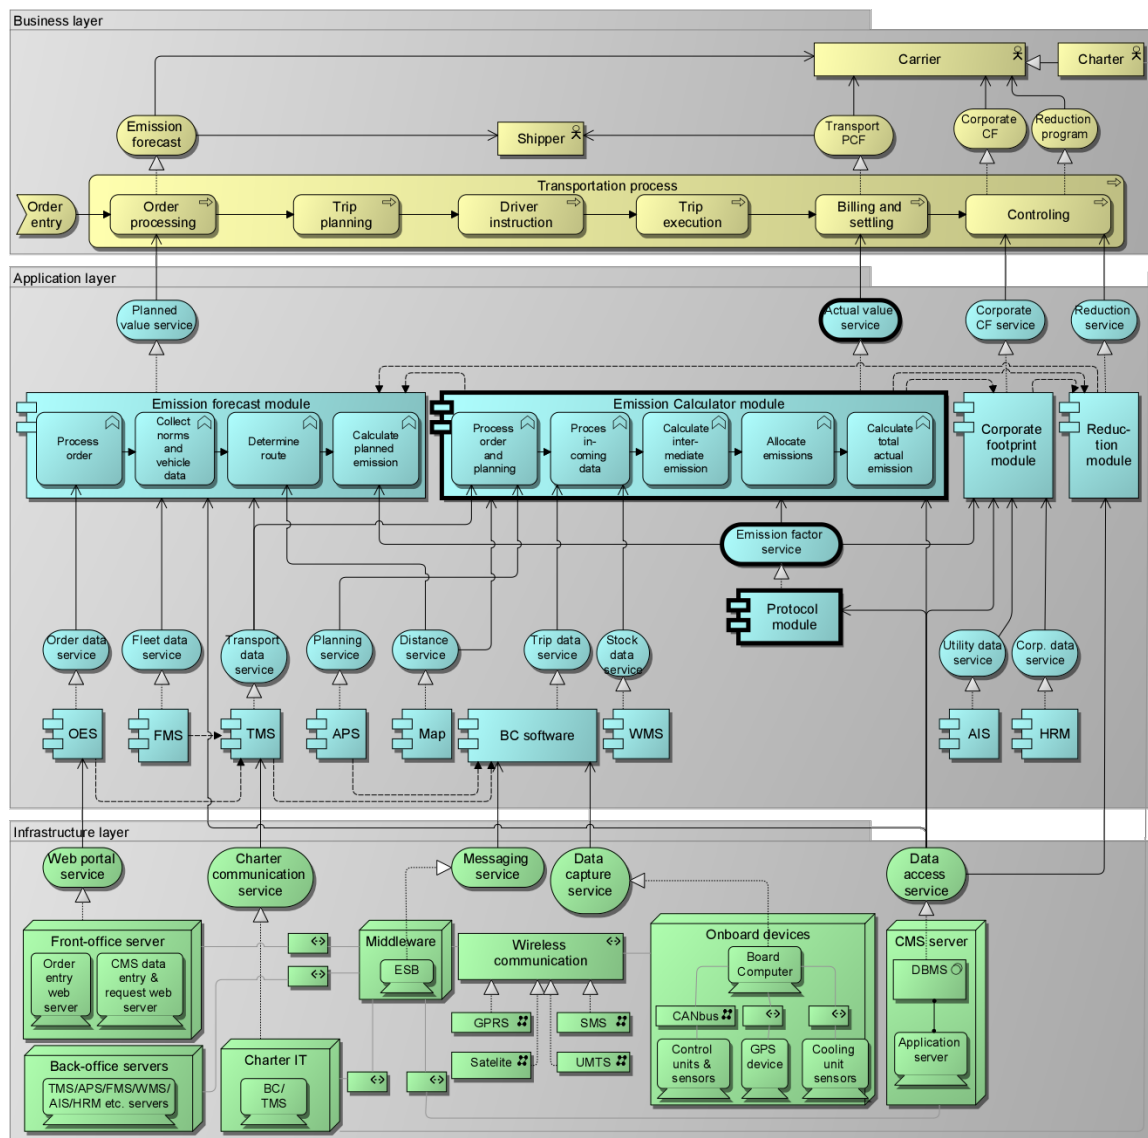 Business layer
Carrier
Charter
Emission
forecast
Shipper
Transport
PCF
Corporate
CF
Reduction
program
Transportation process
Order
entry
Order
processing
Trip
planning
Driver
instruction
Trip
execution
Billing and
settling
Controling
Application layer
Planned
value service
Actual value
service
Corporate
CF service
Reduction
service
Emission forecast module
Process
order
Collect
norms
and
vehicle
data
Determine
route
Calculate
planned
emission
Emission Calculator module
Process
order
and
planning
Proces
in-
coming
data
Calculate
inter-
mediate
emission
Allocate
emissions
Calculate
total
actual
emission
Corporate
footprint
module
Reduc-
tion
module
Emission factor
service
Protocol
module
Order data
service
Fleet data
service
Transport
data
service
Planning
service
Distance
service
Trip data
service
Stock
data
service
Utility data
service
Corp. data
service
OES
FMS
TMS
APS
Map
BC software
WMS
AIS
HRM
Infrastructure layer
Web portal
service
Charter
communication
service
Messaging
service
Data
capture
service
Data
access
service
Front-office server
Order
entry
web
server
CMS data
entry &
request web
server
Middleware
ESB
Wireless
communication
GPRS
SMS
Satelite
UMTS
Onboard devices
Board
Computer
CANbus
Control
units &
sensors
GPS
device
Cooling
unit
sensors
CMS server
DBMS
Application
server
Back-office servers
TMS/APS/FMS/WMS/
AIS/HRM etc. servers
Charter IT
BC/
TMS